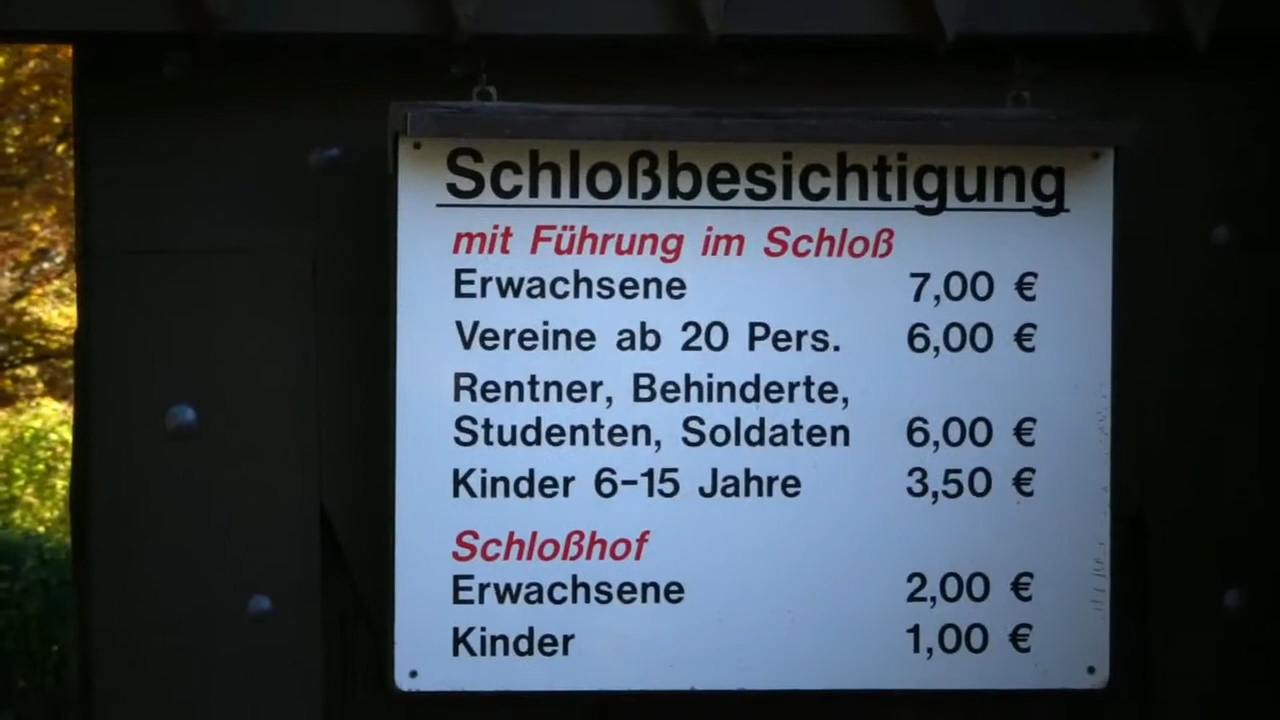 Schloßbesichtigung
mit Führung im Schloß
Erwachsene 7,00 €
Vereine ab 20 Pers. 6,00 €
Rentner, Behinderte,
Studenten, Soldaten 6,00 €
Kinder 6-15 Jahre 3,50 €
Schloßhof
Erwachsene 2,00 €
Kinder 1,00 €